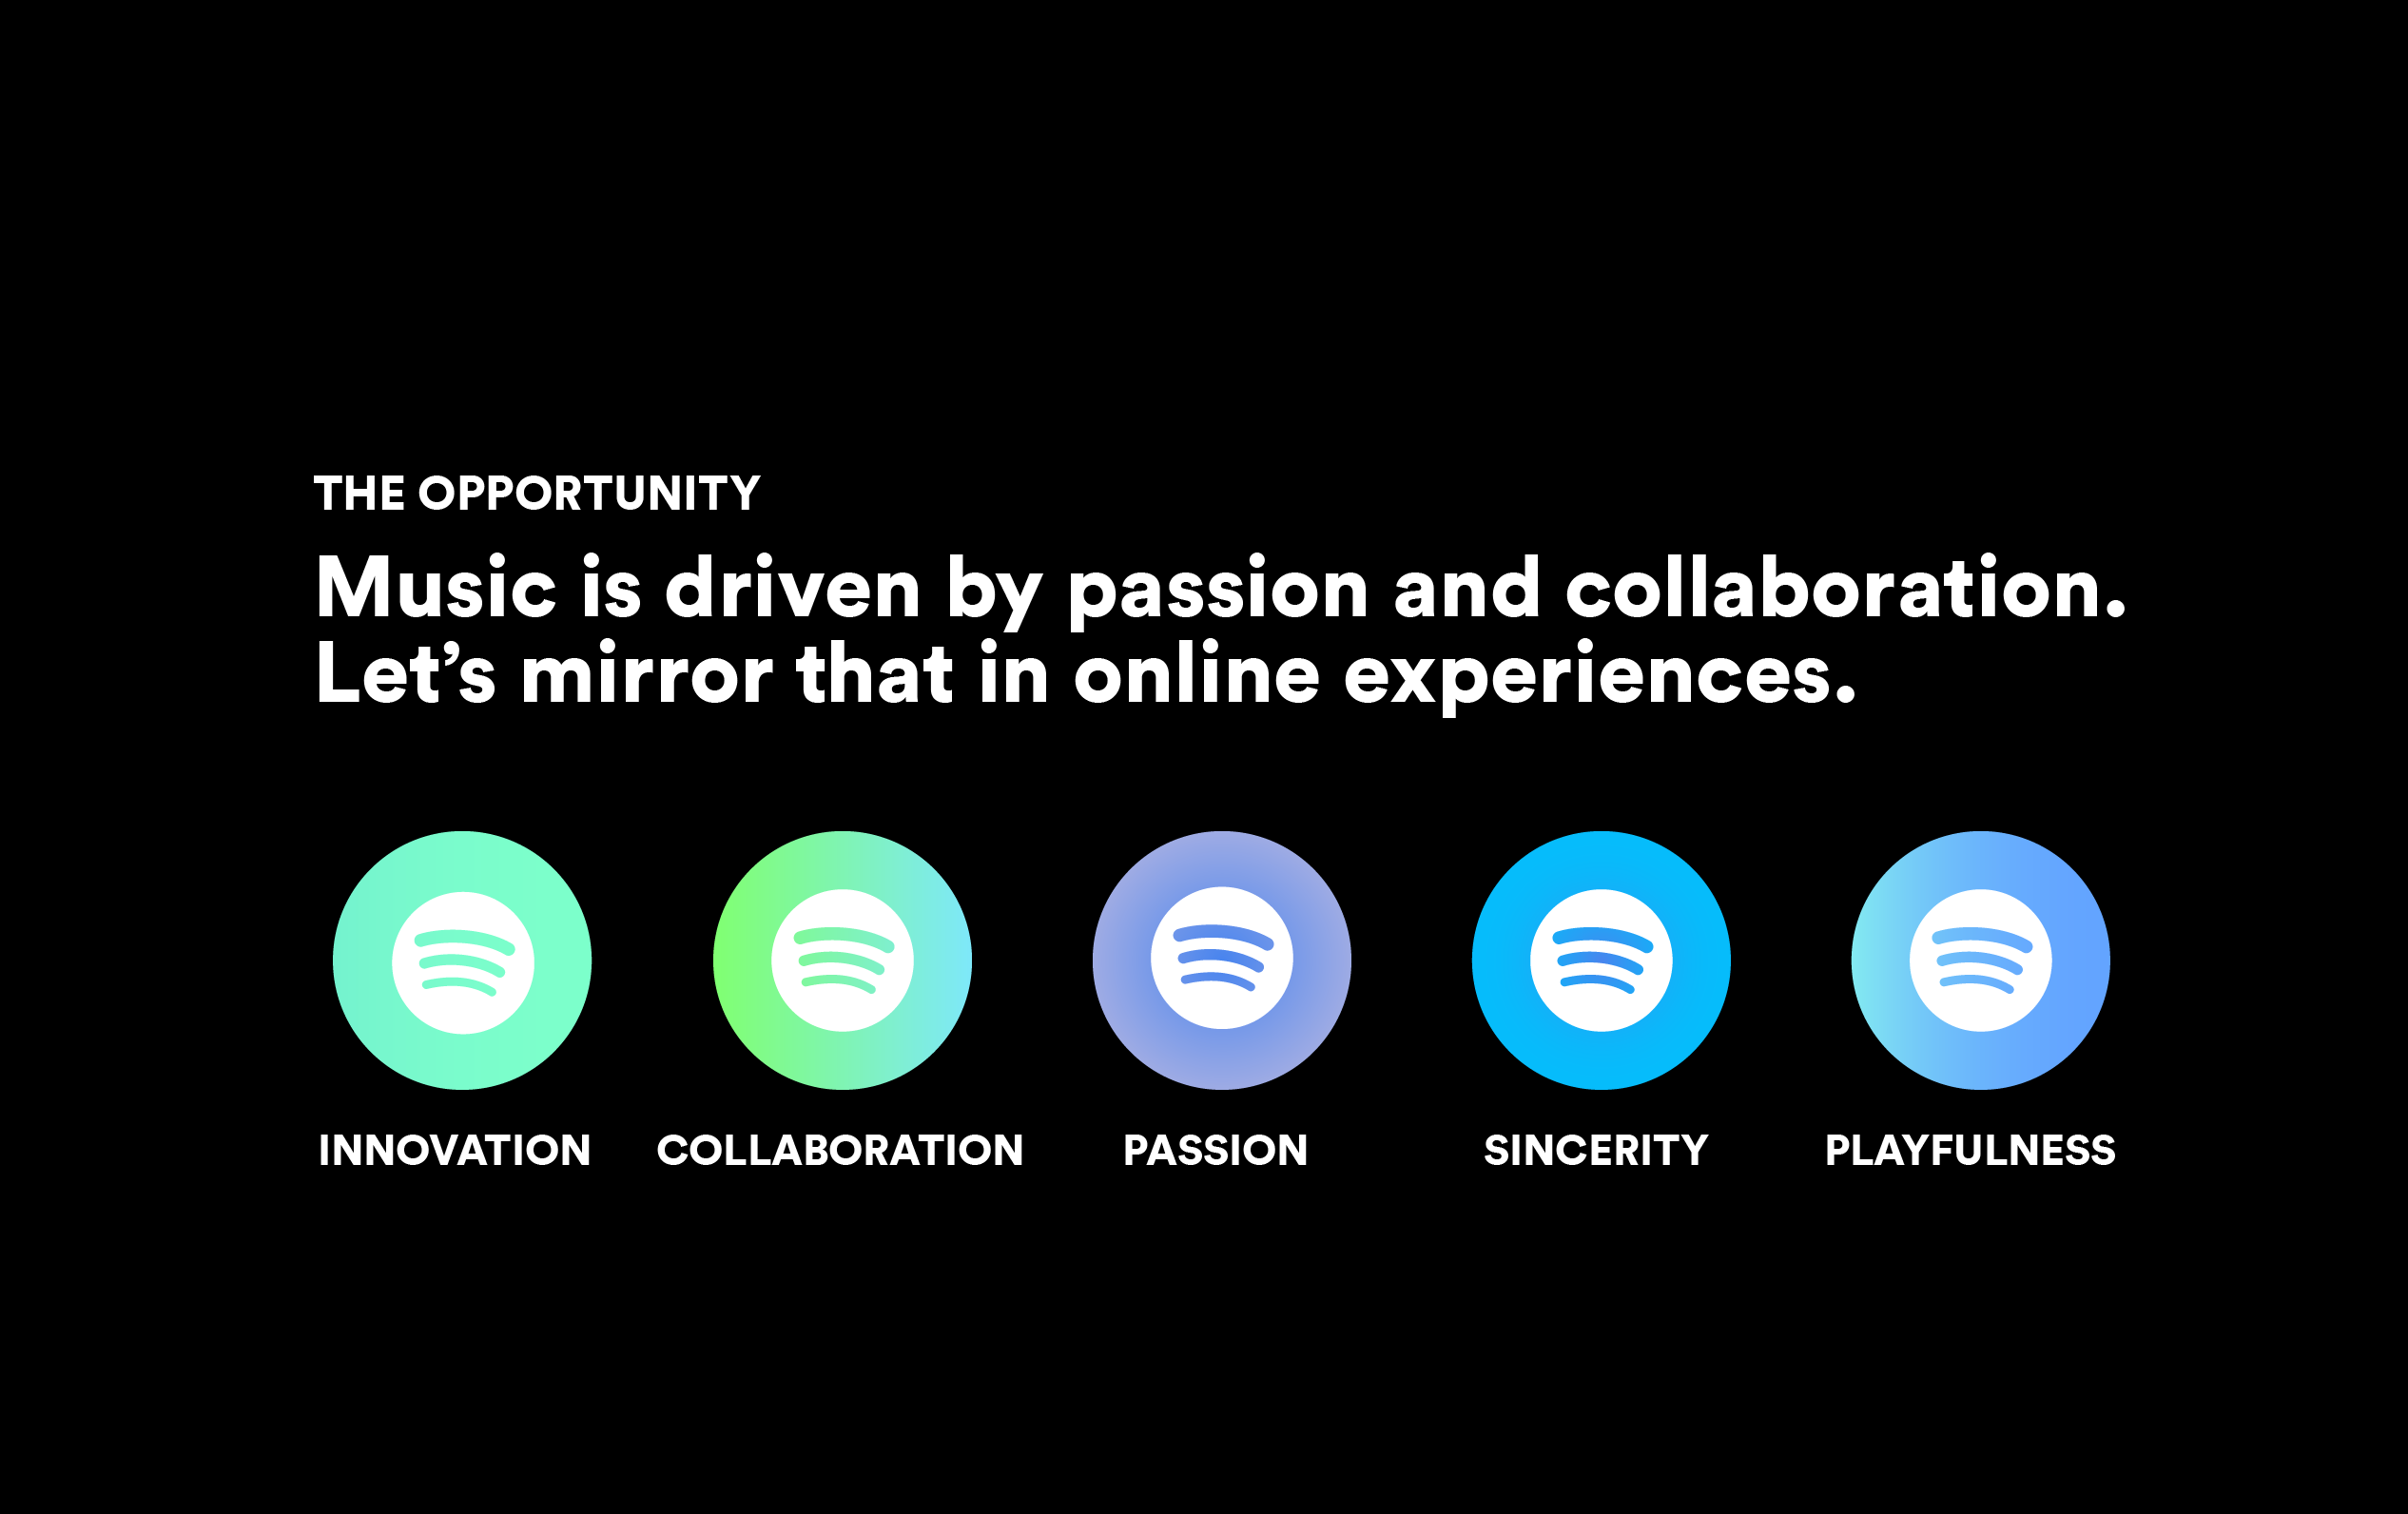 THE OPPORTUNITY
Music is driven by passion and collaboration.
Let’s mirror that in online experiences.
INNOVATION
COLLABORATION
PASSION
SINCERITY
PLAYFULNESS